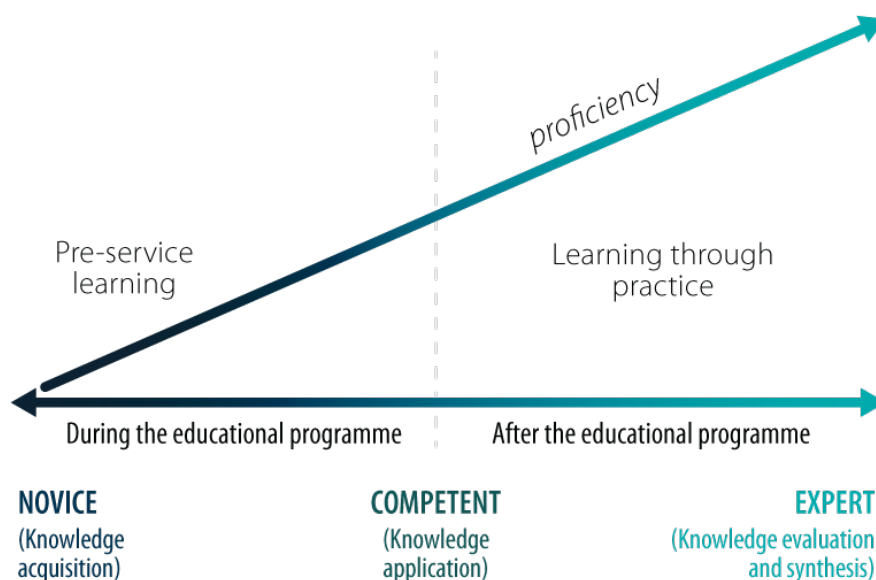 proficiency
Pre-service
learning
Learning through
practice
During the educational programme
After the educational programme
NOVICE
(Knowledge
acquisition)
COMPETENT
(Knowledge
application)
EXPERT
(Knowledge evaluation
and synthesis)